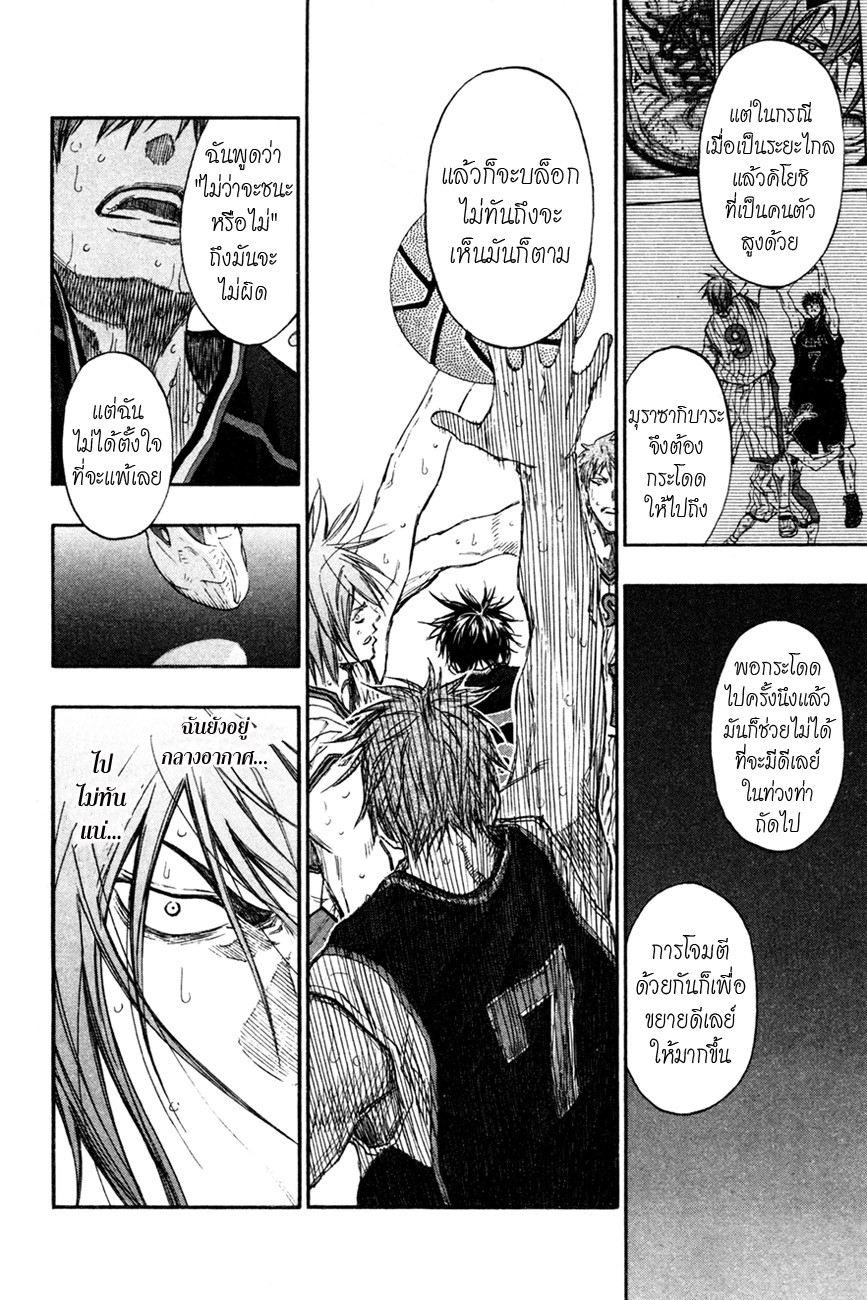 แต่ในกรณี
เมื่อเป็นระยะไกล
แล้วคิโยชิ
ที่เป็นคนตัว
สูงด้วย
มุราซากิบาระ
จึงต้อง
กระโดด
ให้ไปถึง
พอกระโดด
ไปครั้งนึงแล้ว
มันก็ช่วยไม่ได้
ที่จะมีดีเลย์
ในท่วงท่า
ถัดไป
การโจมตี
ด้วยกันก็เพื่อ
ขยายดีเลย์
ให้มากขึ้น
แล้วก็จะบล็อก
ไม่ทันถึงจะ
เห็นมันก็ตาม
9
7
7
ฉันพูดว่า
"ไม่ว่าจะชนะ
หรือไม่"
ถึงมันจะ
ไม่ผิด
แต่ฉัน
ไม่ได้ตั้งใจ
ที่จะแพ้เลย
ฉันยังอยู่
กลางอากาศ...
ไป
ไม่ทัน
แน่...